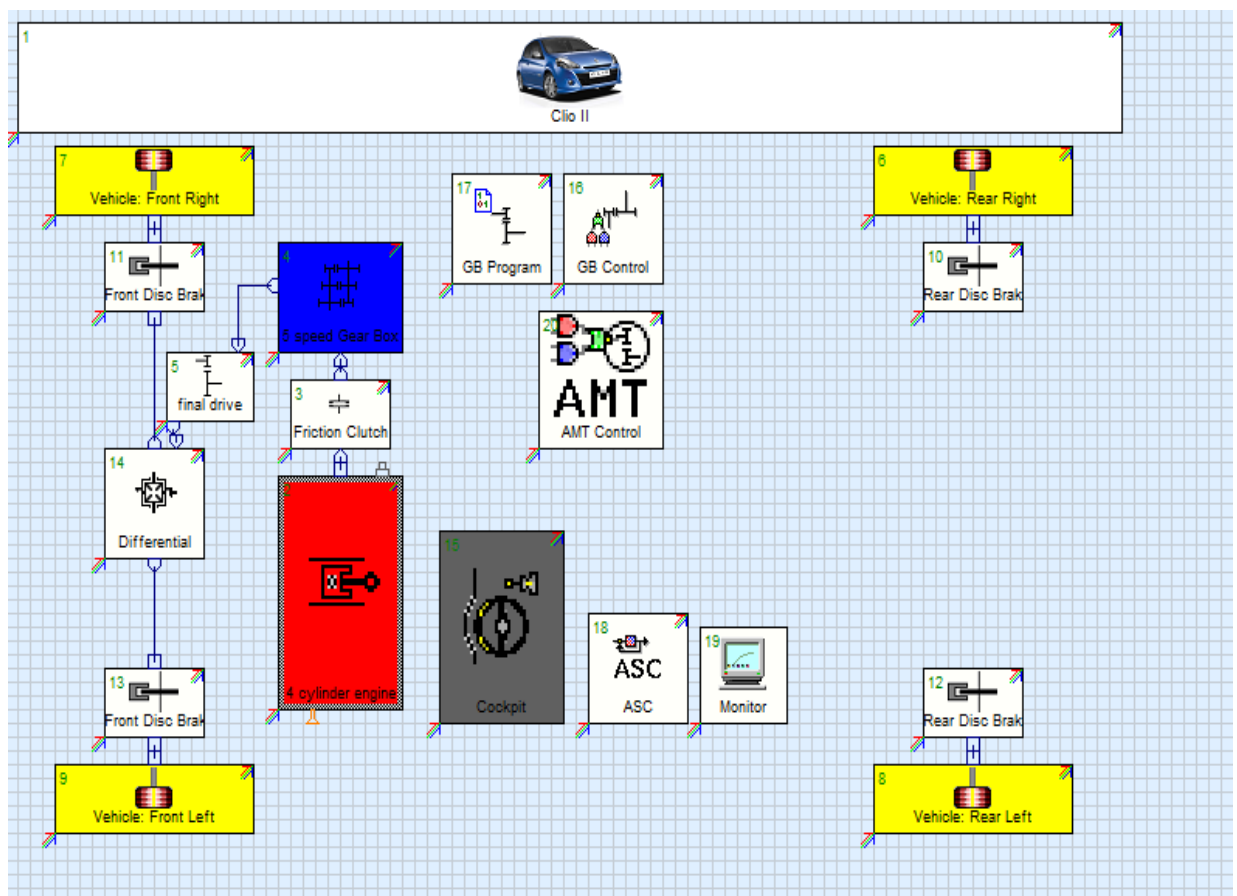 1
Clio II
7
Vehicle: Front Right
6
Vehicle: Rear Right
17
GB Program
16
GB Control
11
Front Disc Brak
4
5 speed Gear Box
10
Rear Disc Brak
20
AMT
AMT Control
5
final drive
3
Friction Clutch
14
Differential
2
4 cylinder engine
15
Cockpit
18
ASC
ASC
19
Monitor
13
Front Disc Brak
12
Rear Disc Brak
9
Vehicle: Front Left
8
Vehicle: Rear Left